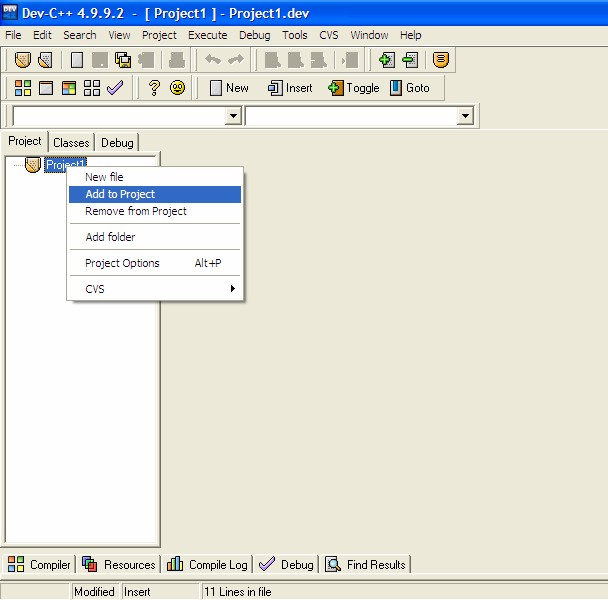 Dev-C++ 4.9.9.2 - [ Project1 ] - Project1.dev
File Edit Search View Project Execute Debug Tools CVS Window Help
New Insert Toggle Goto
Project Classes Debug
Project1
New file
Add to Project
Remove from Project
Add folder
Project Options Alt+P
CVS
Compiler Resources Compile Log Debug Find Results
Modified Insert 11 Lines in file